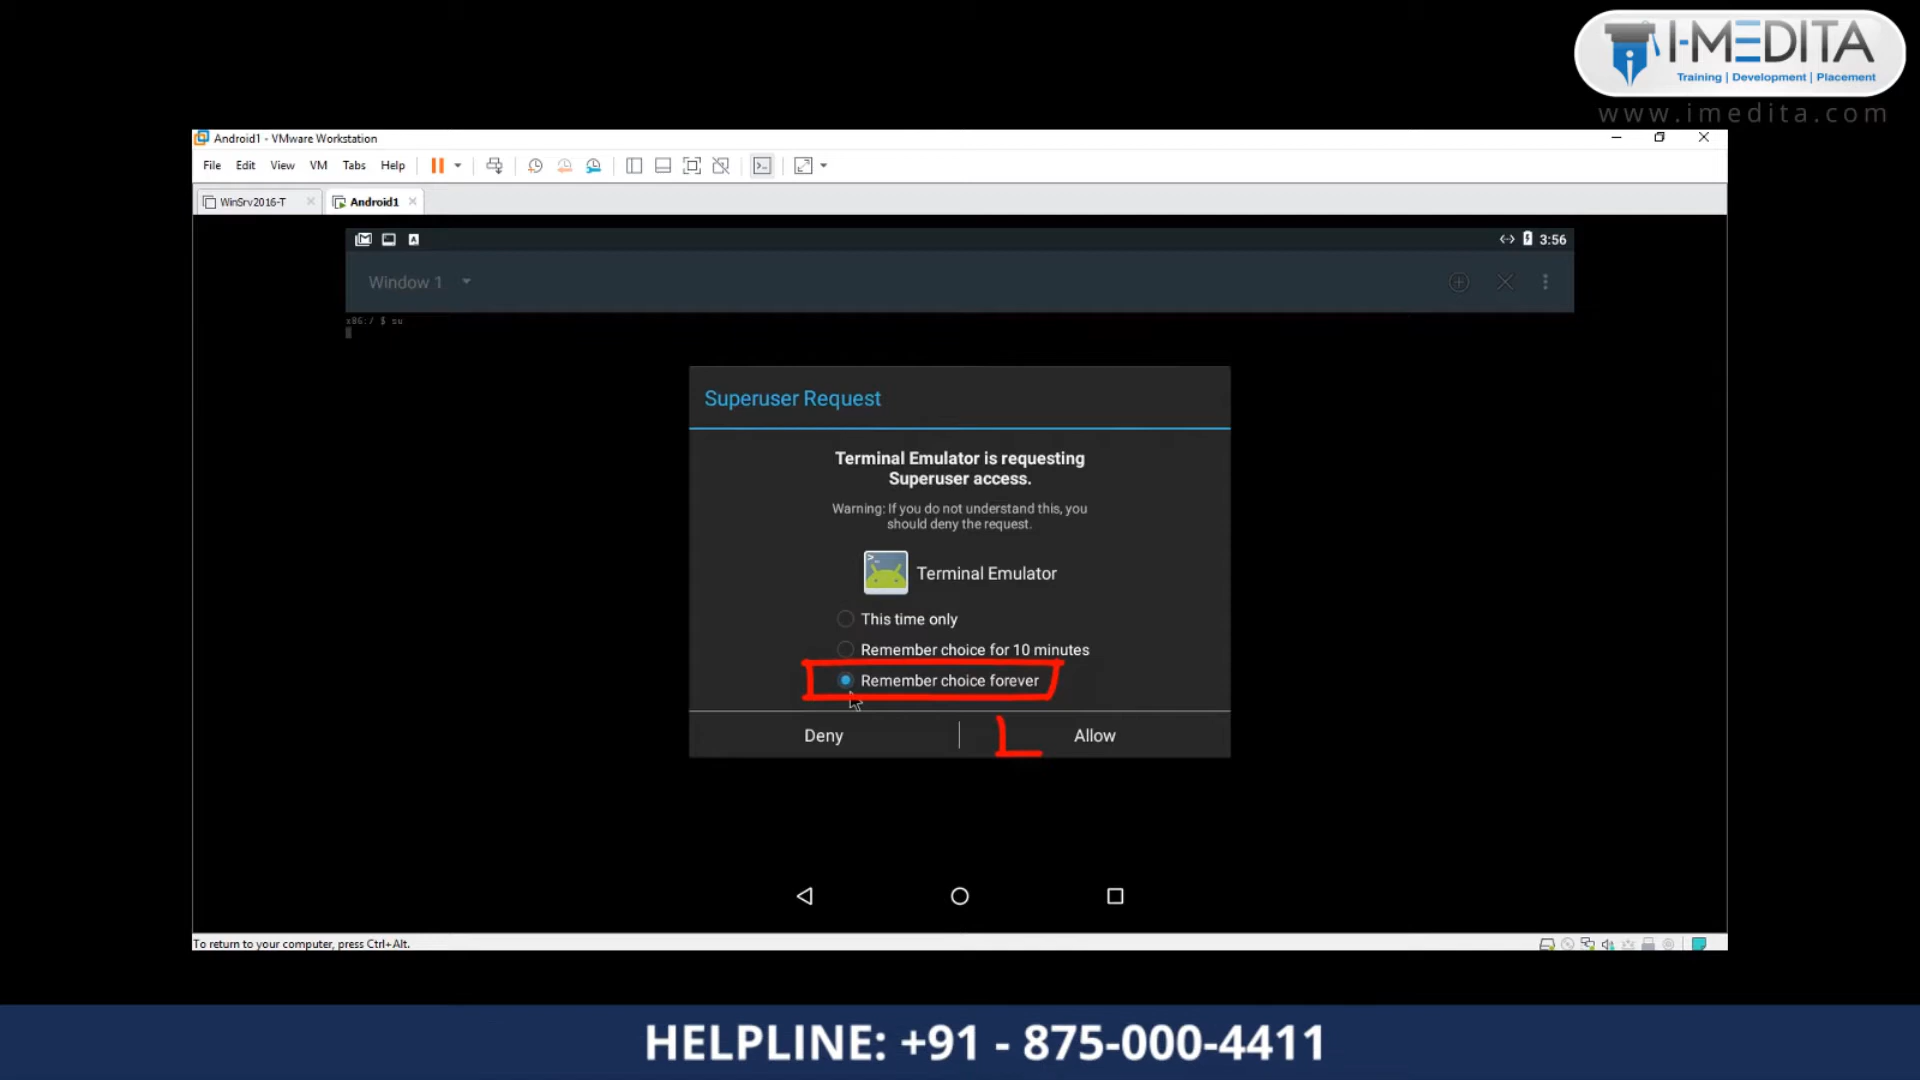 I-MEDITA
Training | Development | Placement
www.imedita.com
Android1 - VMware Workstation
File Edit View VM Tabs Help
WinSrv2016-T Android1
3:56
Window 1
x86:/ $ su
Superuser Request
Terminal Emulator is requesting
Superuser access.
Warning: If you do not understand this, you
should deny the request.
Terminal Emulator
This time only
Remember choice for 10 minutes
Remember choice forever
Deny Allow
To return to your computer, press Ctrl+Alt.
HELPLINE: +91 - 875-000-4411